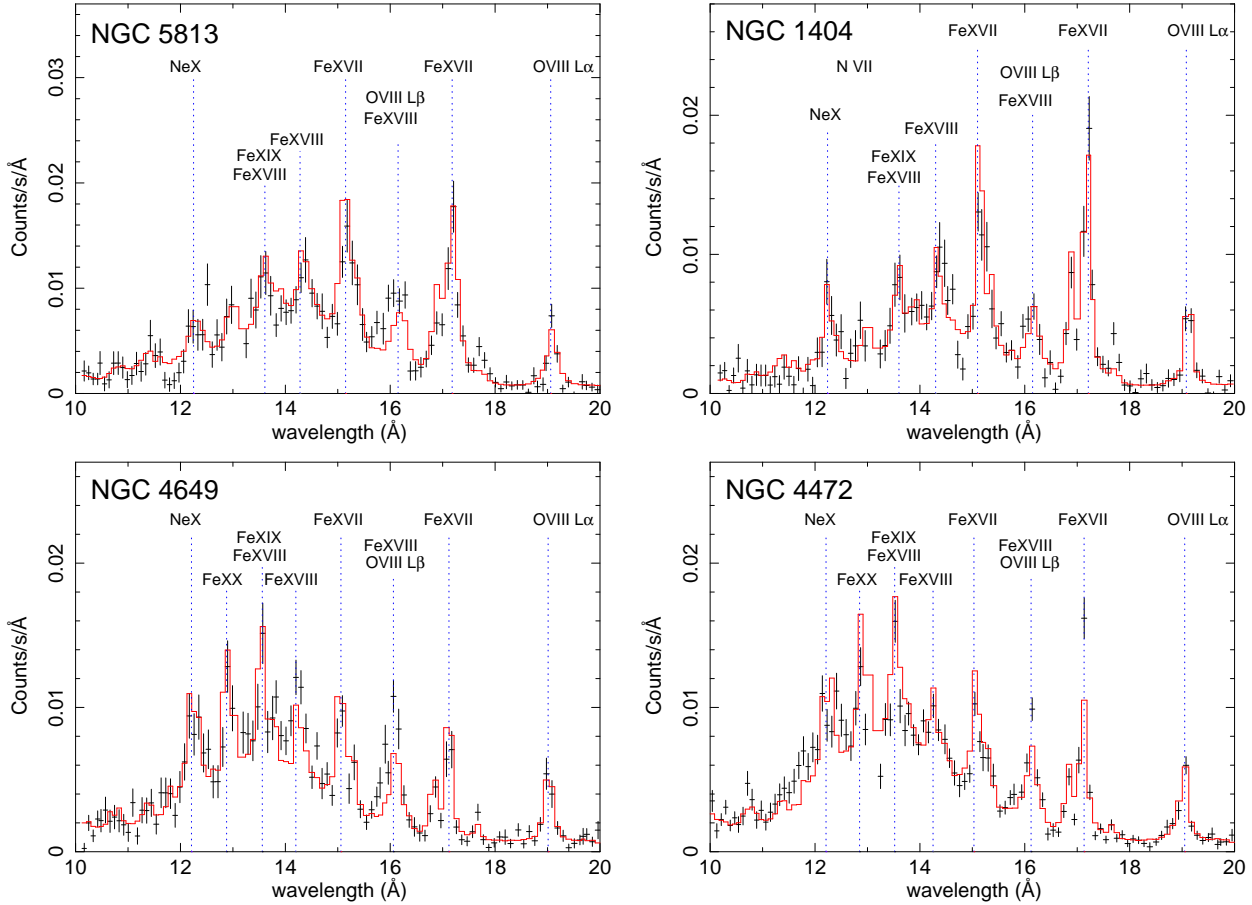 NGC 5813
NeX
FeXVII
FeXVII
OVIII Lα
OVIII Lβ
FeXVIII
FeXVIII
FeXIX
FeXVIII
Counts/s/Å
0
0.01
0.02
0.03
10
12
14
16
18
20
wavelength (Å)
NGC 1404
FeXVII
FeXVII
OVIII Lα
N VII
OVIII Lβ
FeXVIII
NeX
FeXVIII
FeXIX
FeXVIII
Counts/s/Å
0
0.01
0.02
10
12
14
16
18
20
wavelength (Å)
NGC 4649
NeX
FeXVII
FeXVII
OVIII Lα
FeXIX
FeXVIII
FeXVIII
OVIII Lβ
FeXX
FeXVIII
Counts/s/Å
0
0.01
0.02
10
12
14
16
18
20
wavelength (Å)
NGC 4472
NeX
FeXVII
FeXVII
OVIII Lα
FeXIX
FeXVIII
FeXVIII
OVIII Lβ
FeXX
FeXVIII
Counts/s/Å
0
0.01
0.02
10
12
14
16
18
20
wavelength (Å)